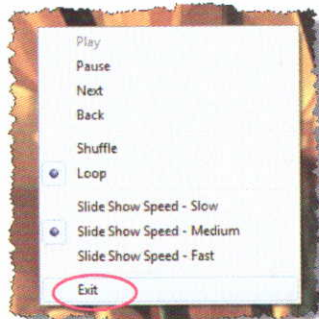 Play
Pause
Next
Back
Shuffle
Loop
Slide Show Speed - Slow
Slide Show Speed - Medium
Slide Show Speed - Fast
Exit